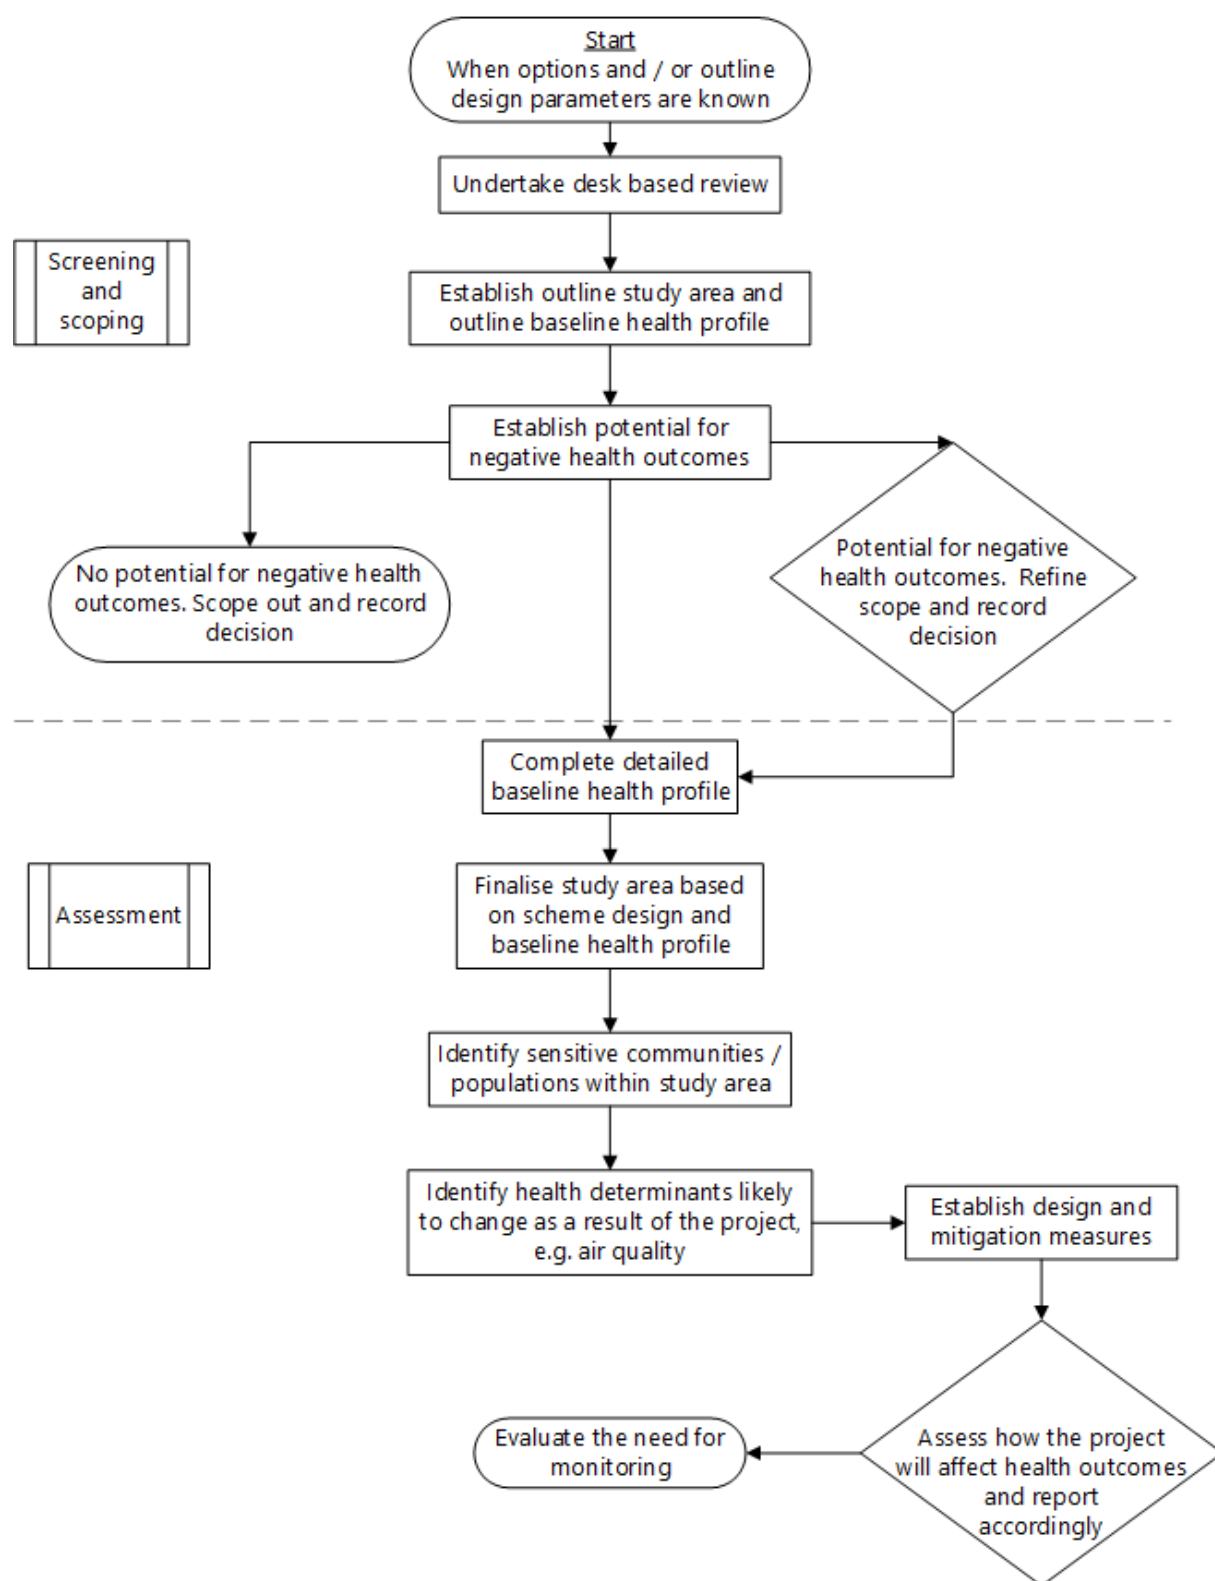 Start
When options and / or outline
design parameters are known
Undertake desk based review
Screening
and
scoping
Establish outline study area and
outline baseline health profile
Establish potential for
negative health outcomes
No potential for negative health
outcomes. Scope out and record
decision
Potential for negative
health outcomes.  Refine
scope and record
decision
Complete detailed
baseline health profile
Assessment
Finalise study area based
on scheme design and
baseline health profile
Identify sensitive communities /
populations within study area
Identify health determinants likely
to change as a result of the project,
e.g. air quality
Establish design and
mitigation measures
Assess how the project
will affect health outcomes
and report
accordingly
Evaluate the need for
monitoring